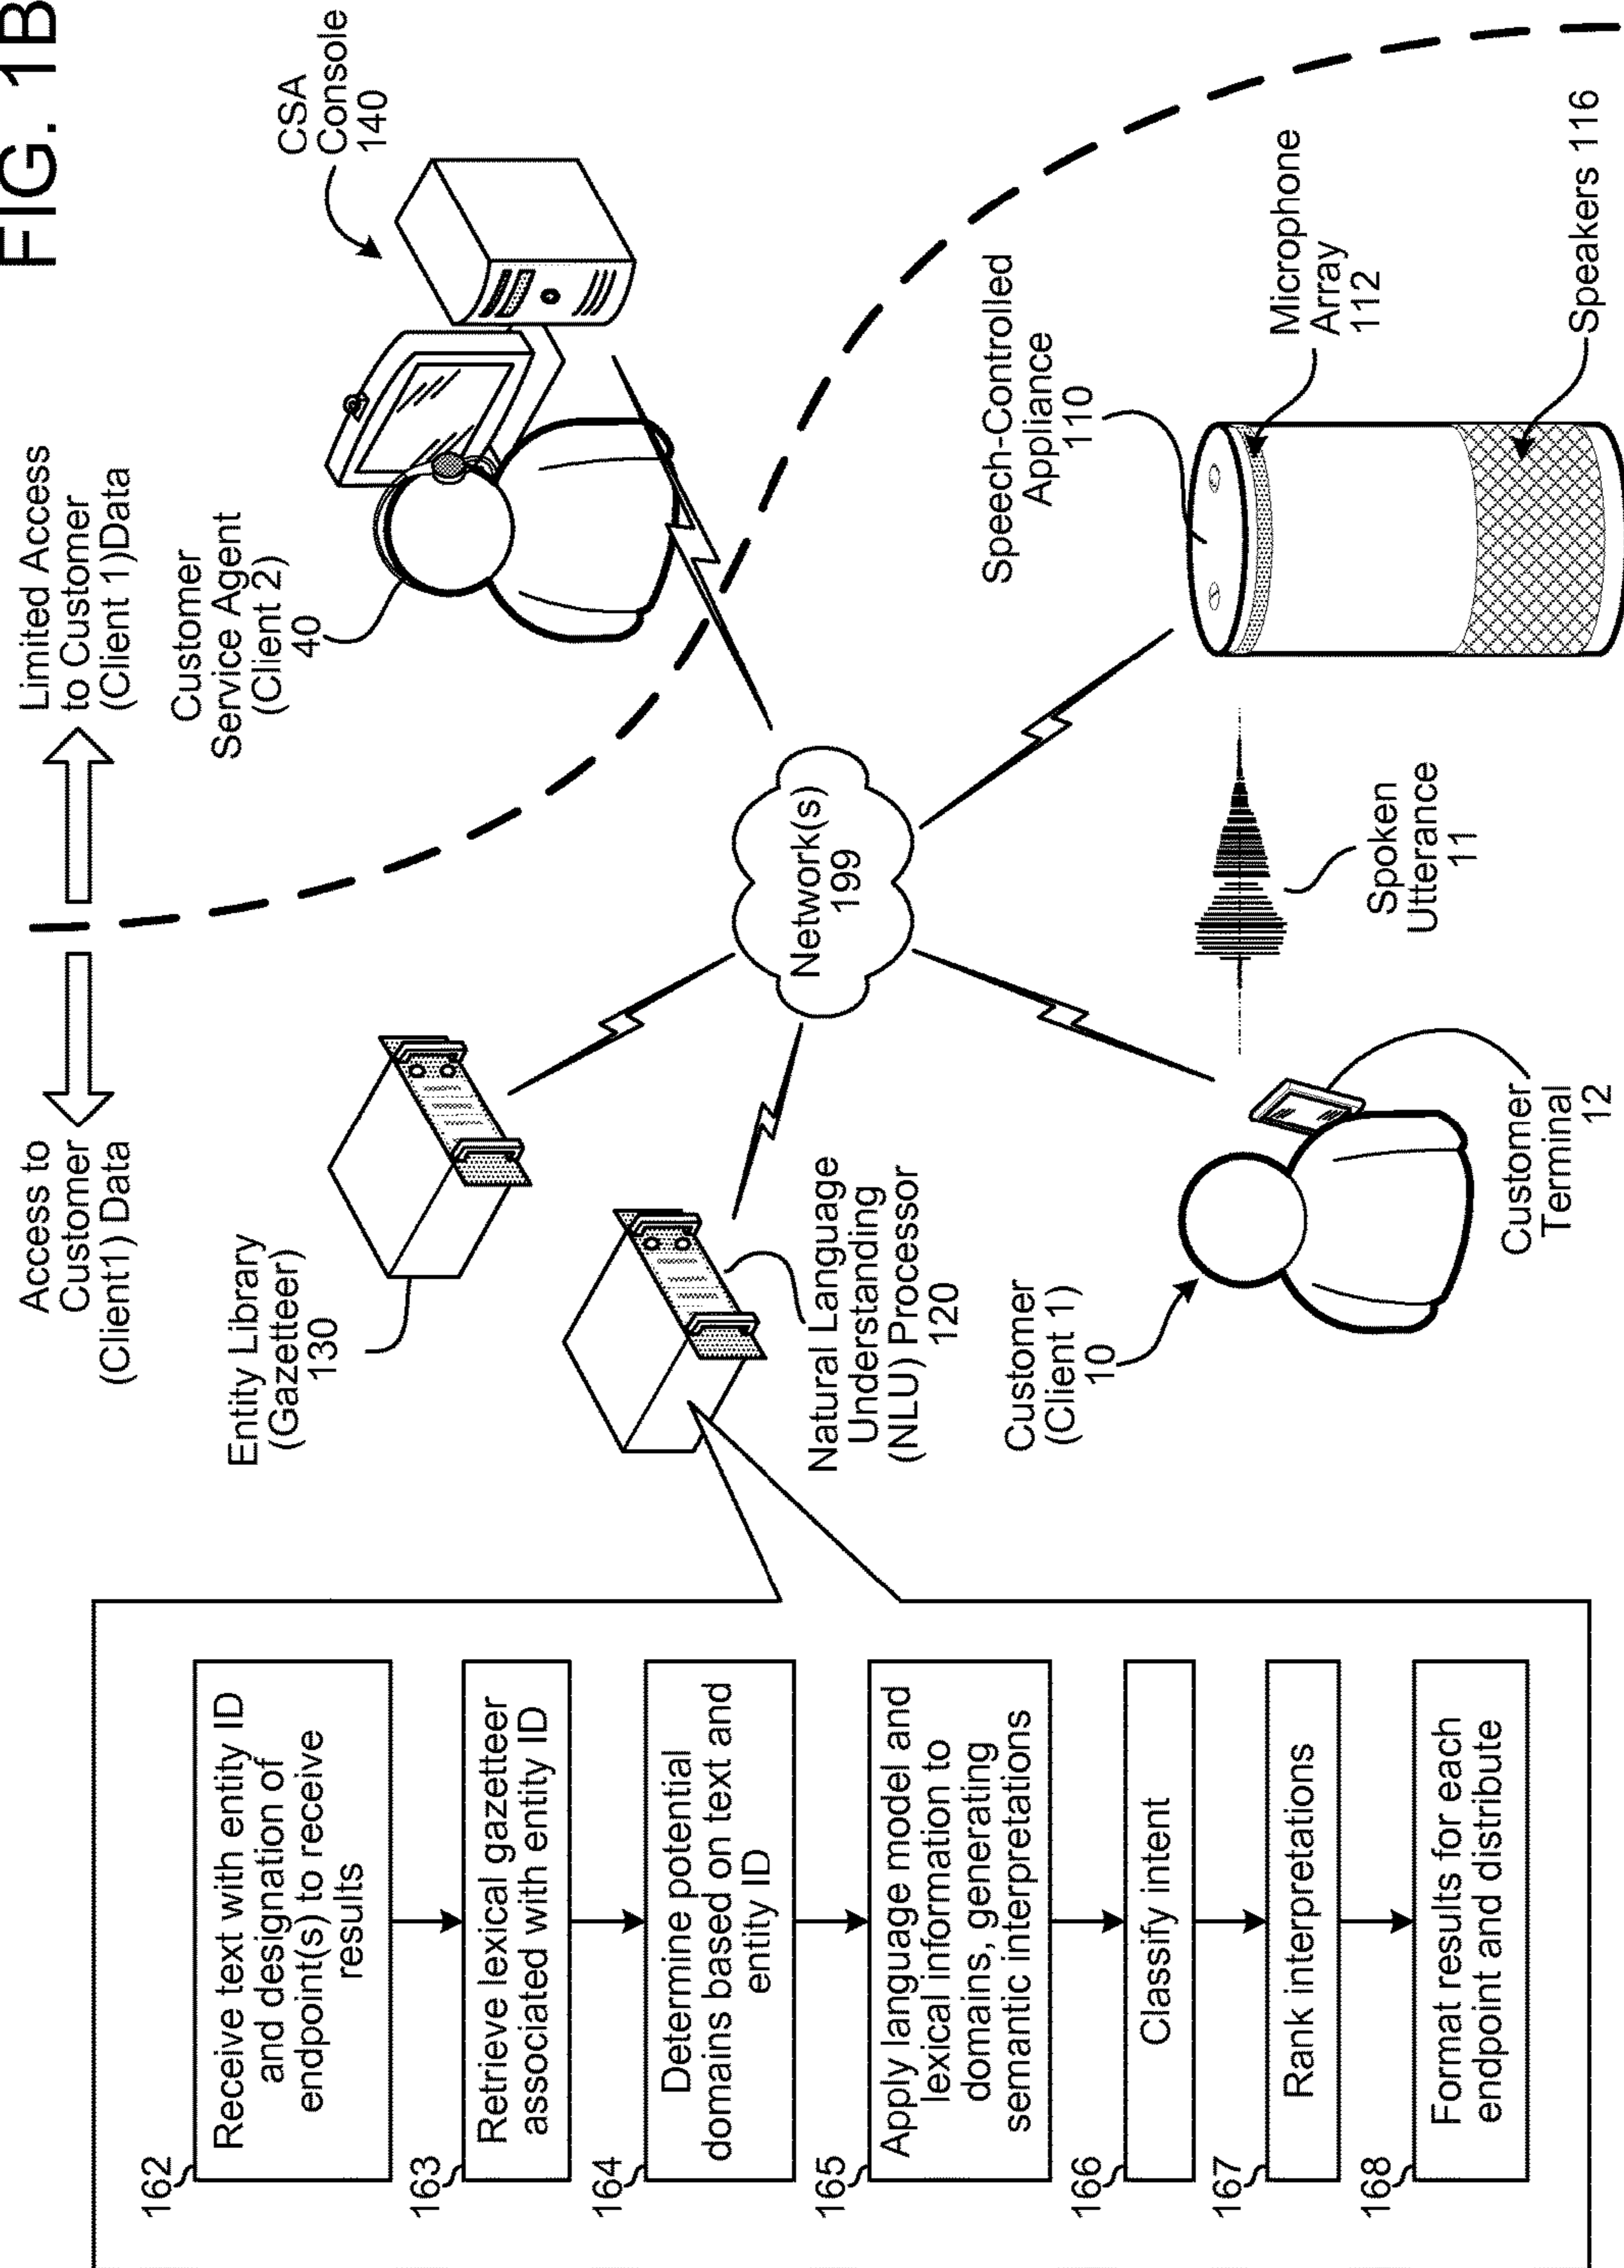 FIG. 1B
Access to
Customer
(Client1) Data
Limited Access
to Customer
(Client 1)Data
162
Receive text with entity ID
and designation of
endpoint(s) to receive
results
163
Retrieve lexical gazetteer
associated with entity ID
164
Determine potential
domains based on text and
entity ID
165
Apply language model and
lexical information to
domains, generating
semantic interpretations
166
Classify intent
167
Rank interpretations
168
Format results for each
endpoint and distribute
Entity Library
(Gazetteer)
130
Natural Language
Understanding
(NLU) Processor
120
Customer
(Client 1)
10
Customer
Terminal
12
Network(s)
199
Spoken
Utterance
11
Customer
Service Agent
(Client 2)
40
CSA
Console
140
Speech-Controlled
Appliance
110
Microphone
Array
112
Speakers 116